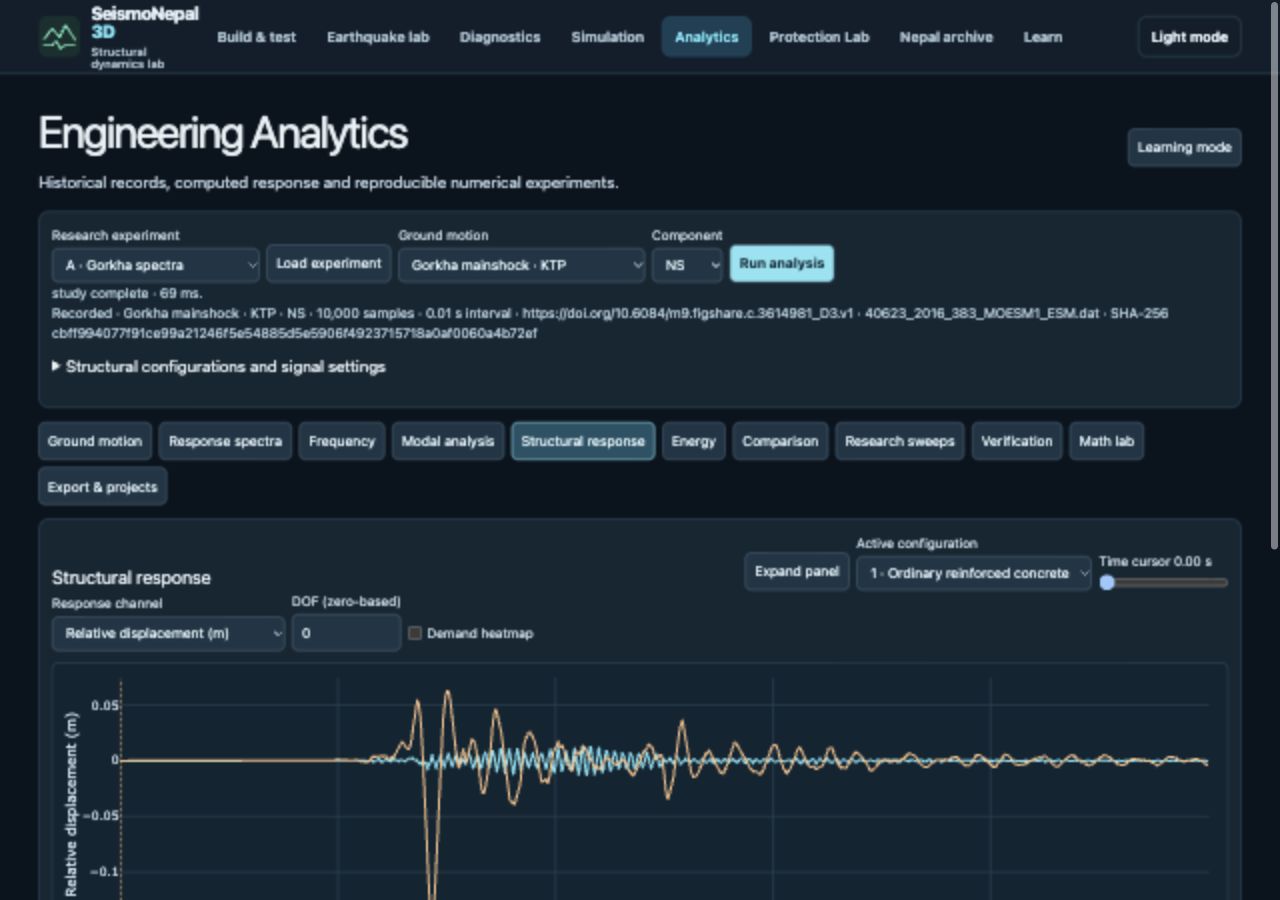 SeismoNepal
3D
Structural
dynamics lab
Build & test
Earthquake lab
Diagnostics
Simulation
Analytics
Protection Lab
Nepal archive
Learn
Light mode
Engineering Analytics
Learning mode
Historical records, computed response and reproducible numerical experiments.
Research experiment
Ground motion
Component
A · Gorkha spectra
Load experiment
Gorkha mainshock · KTP
NS
Run analysis
study complete · 69 ms.
Recorded · Gorkha mainshock · KTP · NS · 10,000 samples · 0.01 s interval · https://doi.org/10.6084/m9.figshare.c.3614981_D3.v1 · 40623_2016_383_MOESM1_ESM.dat · SHA-256
cbff994077f91ce99a21246f5e54885d5e5906f4923715718a0af0060a4b72ef
Structural configurations and signal settings
Ground motion
Response spectra
Frequency
Modal analysis
Structural response
Energy
Comparison
Research sweeps
Verification
Math lab
Export & projects
Active configuration
Expand panel
1 · Ordinary reinforced concrete
Time cursor 0.00 s
Structural response
Response channel
DOF (zero-based)
Relative displacement (m)
0
Demand heatmap
Relative displacement (m)
0.05
0
−0.05
−0.1